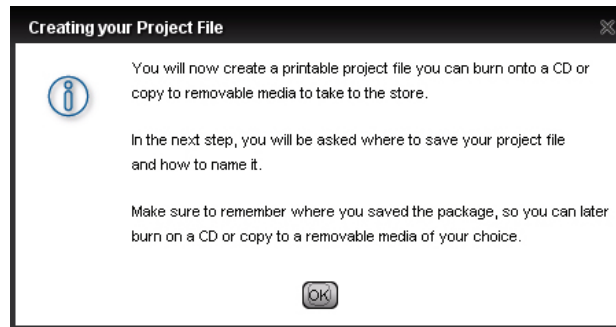 Creating your Project File
You will now create a printable project file you can burn onto a CD or
copy to removable media to take to the store.
In the next step, you will be asked where to save your project file
and how to name it.
Make sure to remember where you saved the package, so you can later
burn on a CD or copy to a removable media of your choice.
OK